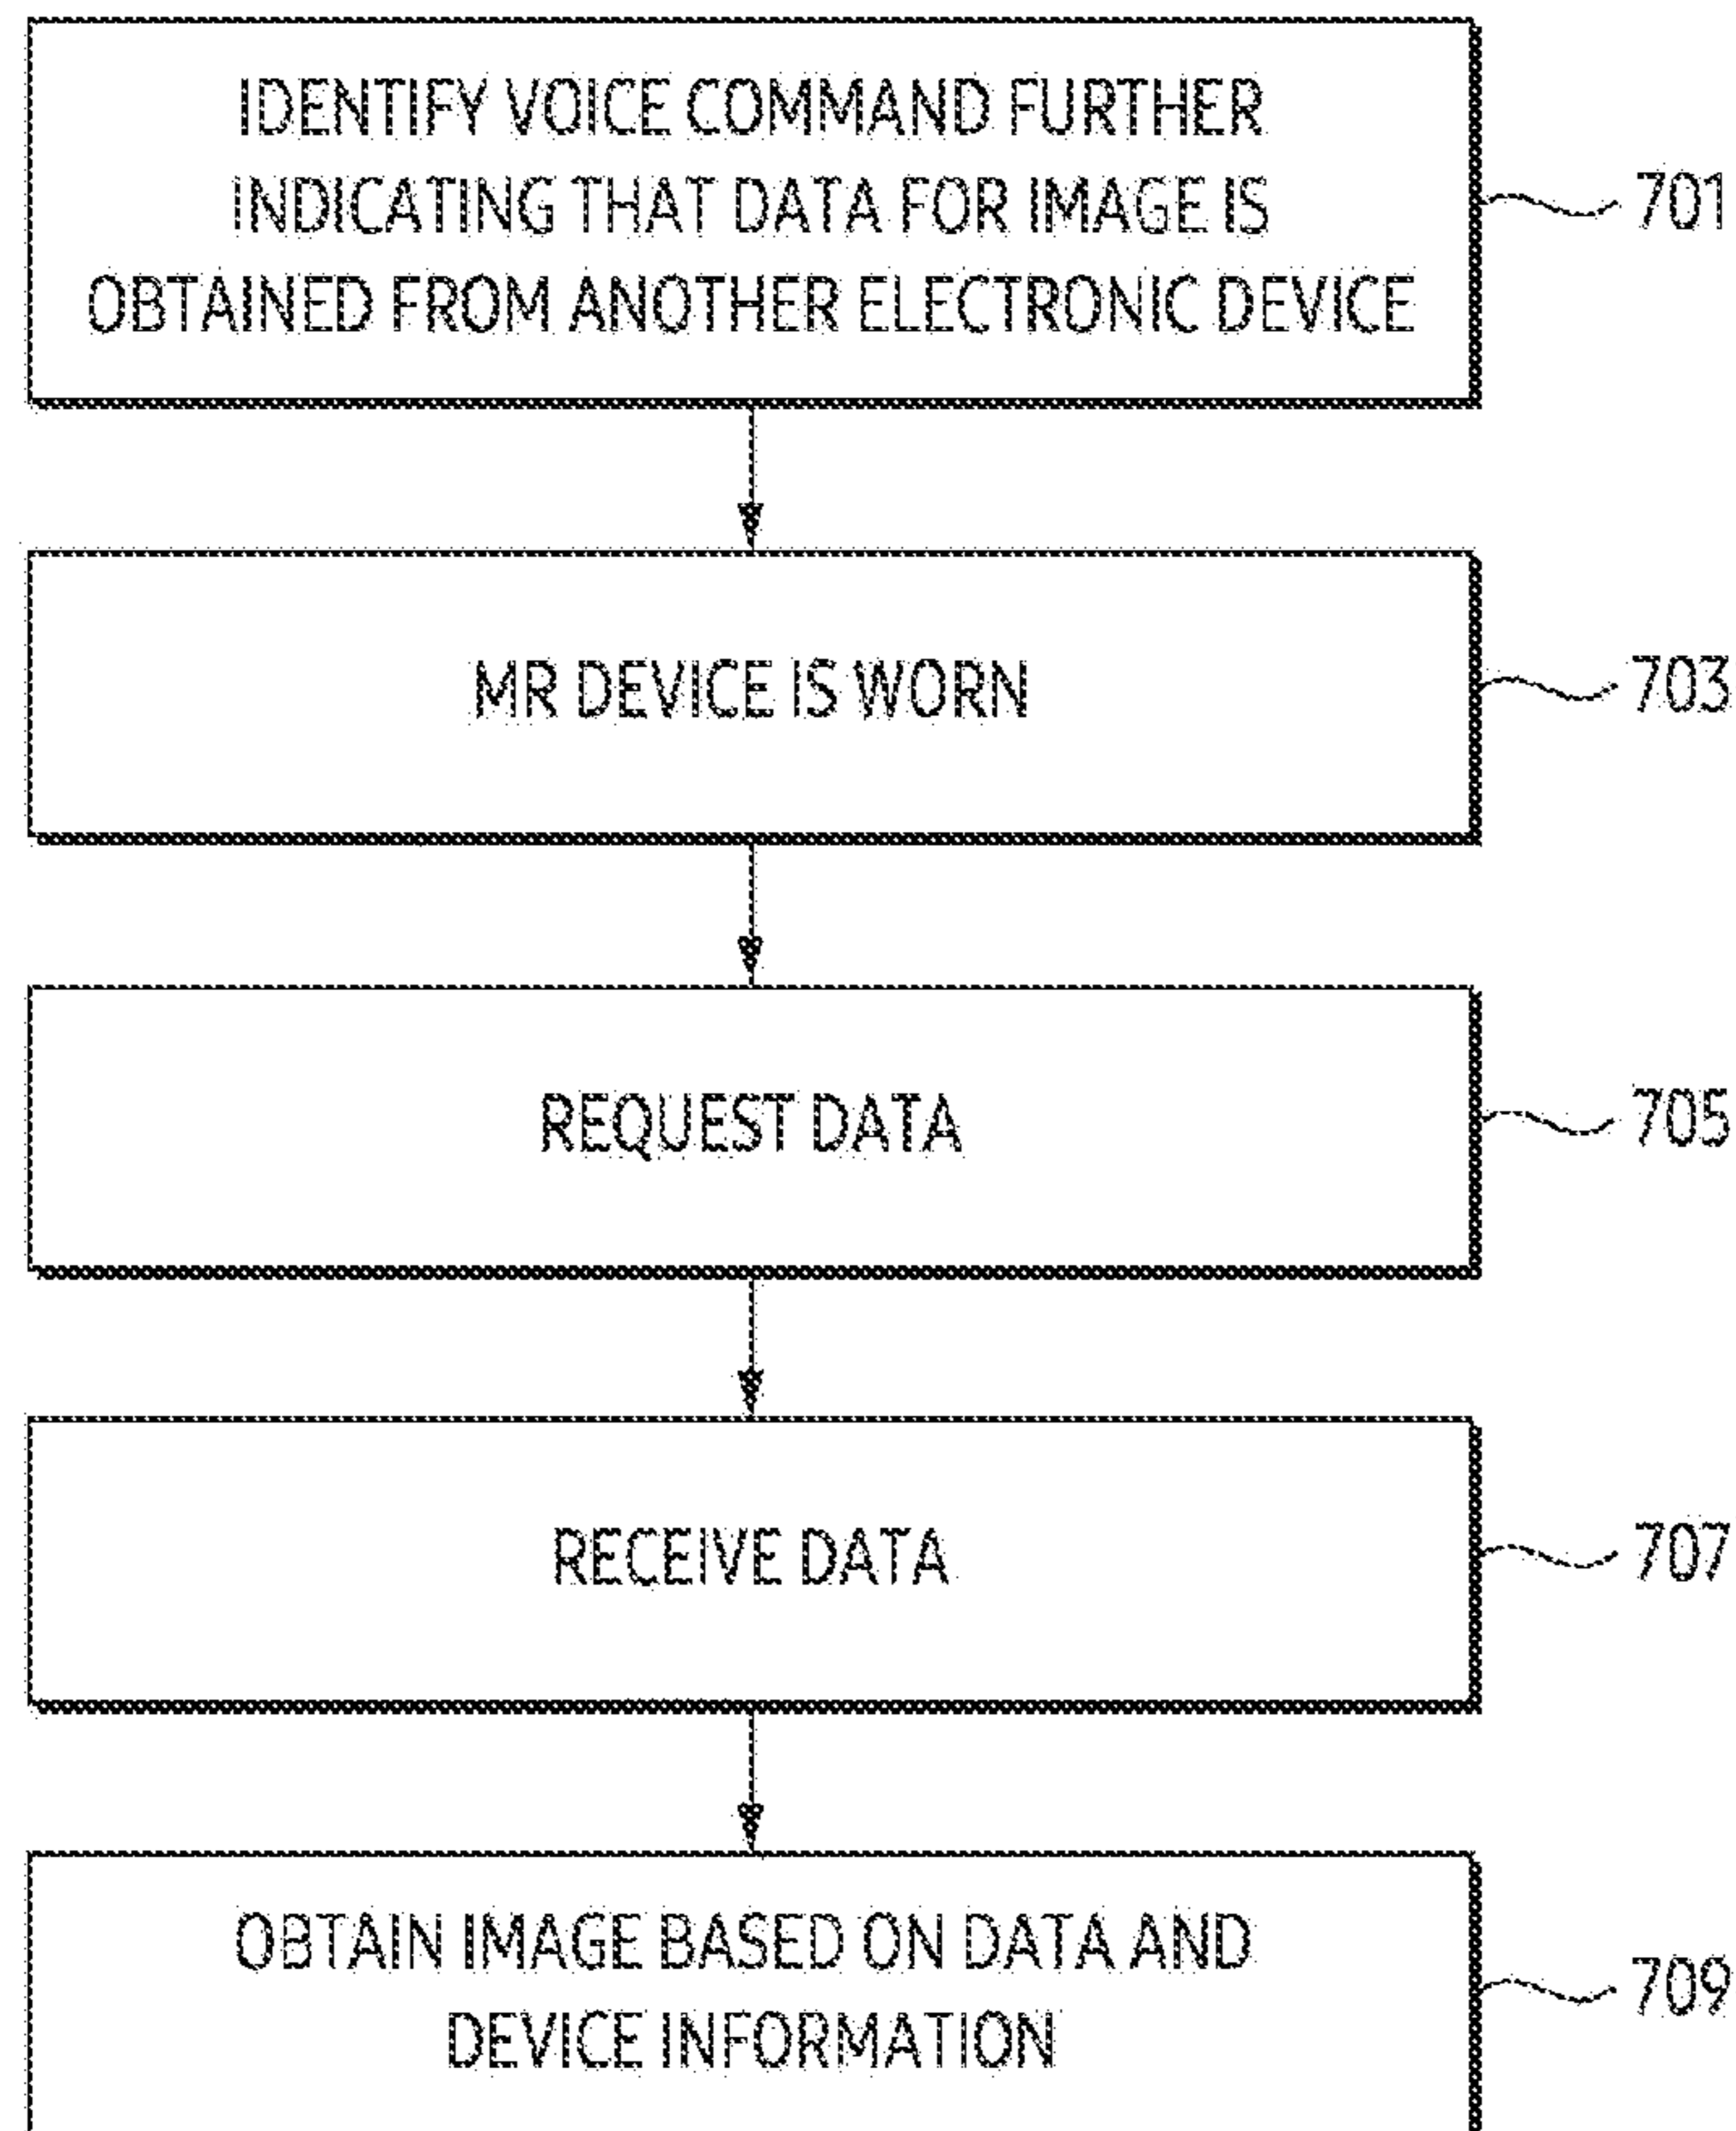 IDENTIFY VOICE COMMAND FURTHER
INDICATING THAT DATA FOR IMAGE IS
OBTAINED FROM ANOTHER ELECTRONIC DEVICE
701
MR DEVICE IS WORN
703
REQUEST DATA
705
RECEIVE DATA
707
OBTAIN IMAGE BASED ON DATA AND
DEVICE INFORMATION
709